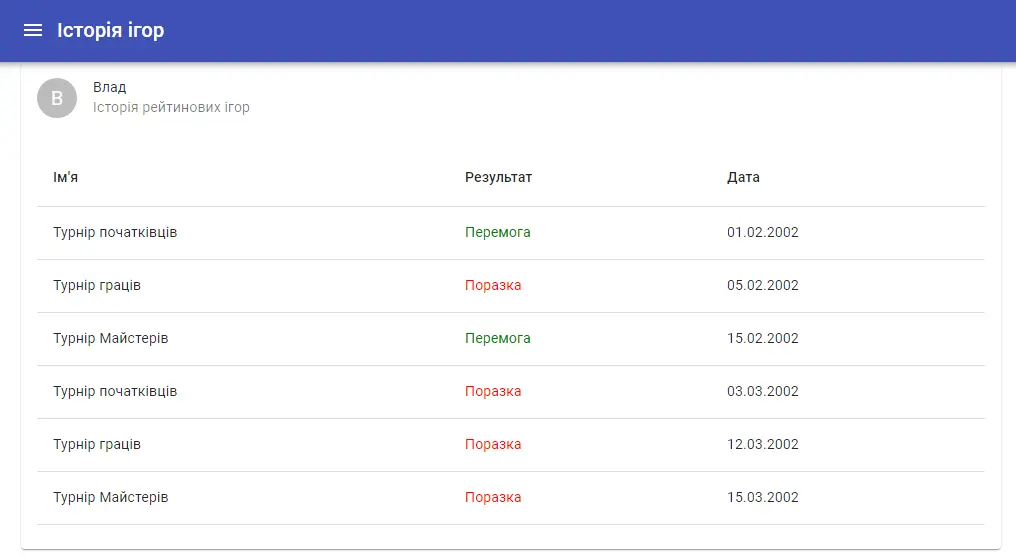 Історія ігор
В
Влад
Історія рейтинових ігор
Ім'я Результат Дата
Турнір початківців Перемога 01.02.2002
Турнір граців Поразка 05.02.2002
Турнір Майстерів Перемога 15.02.2002
Турнір початківців Поразка 03.03.2002
Турнір граців Поразка 12.03.2002
Турнір Майстерів Поразка 15.03.2002